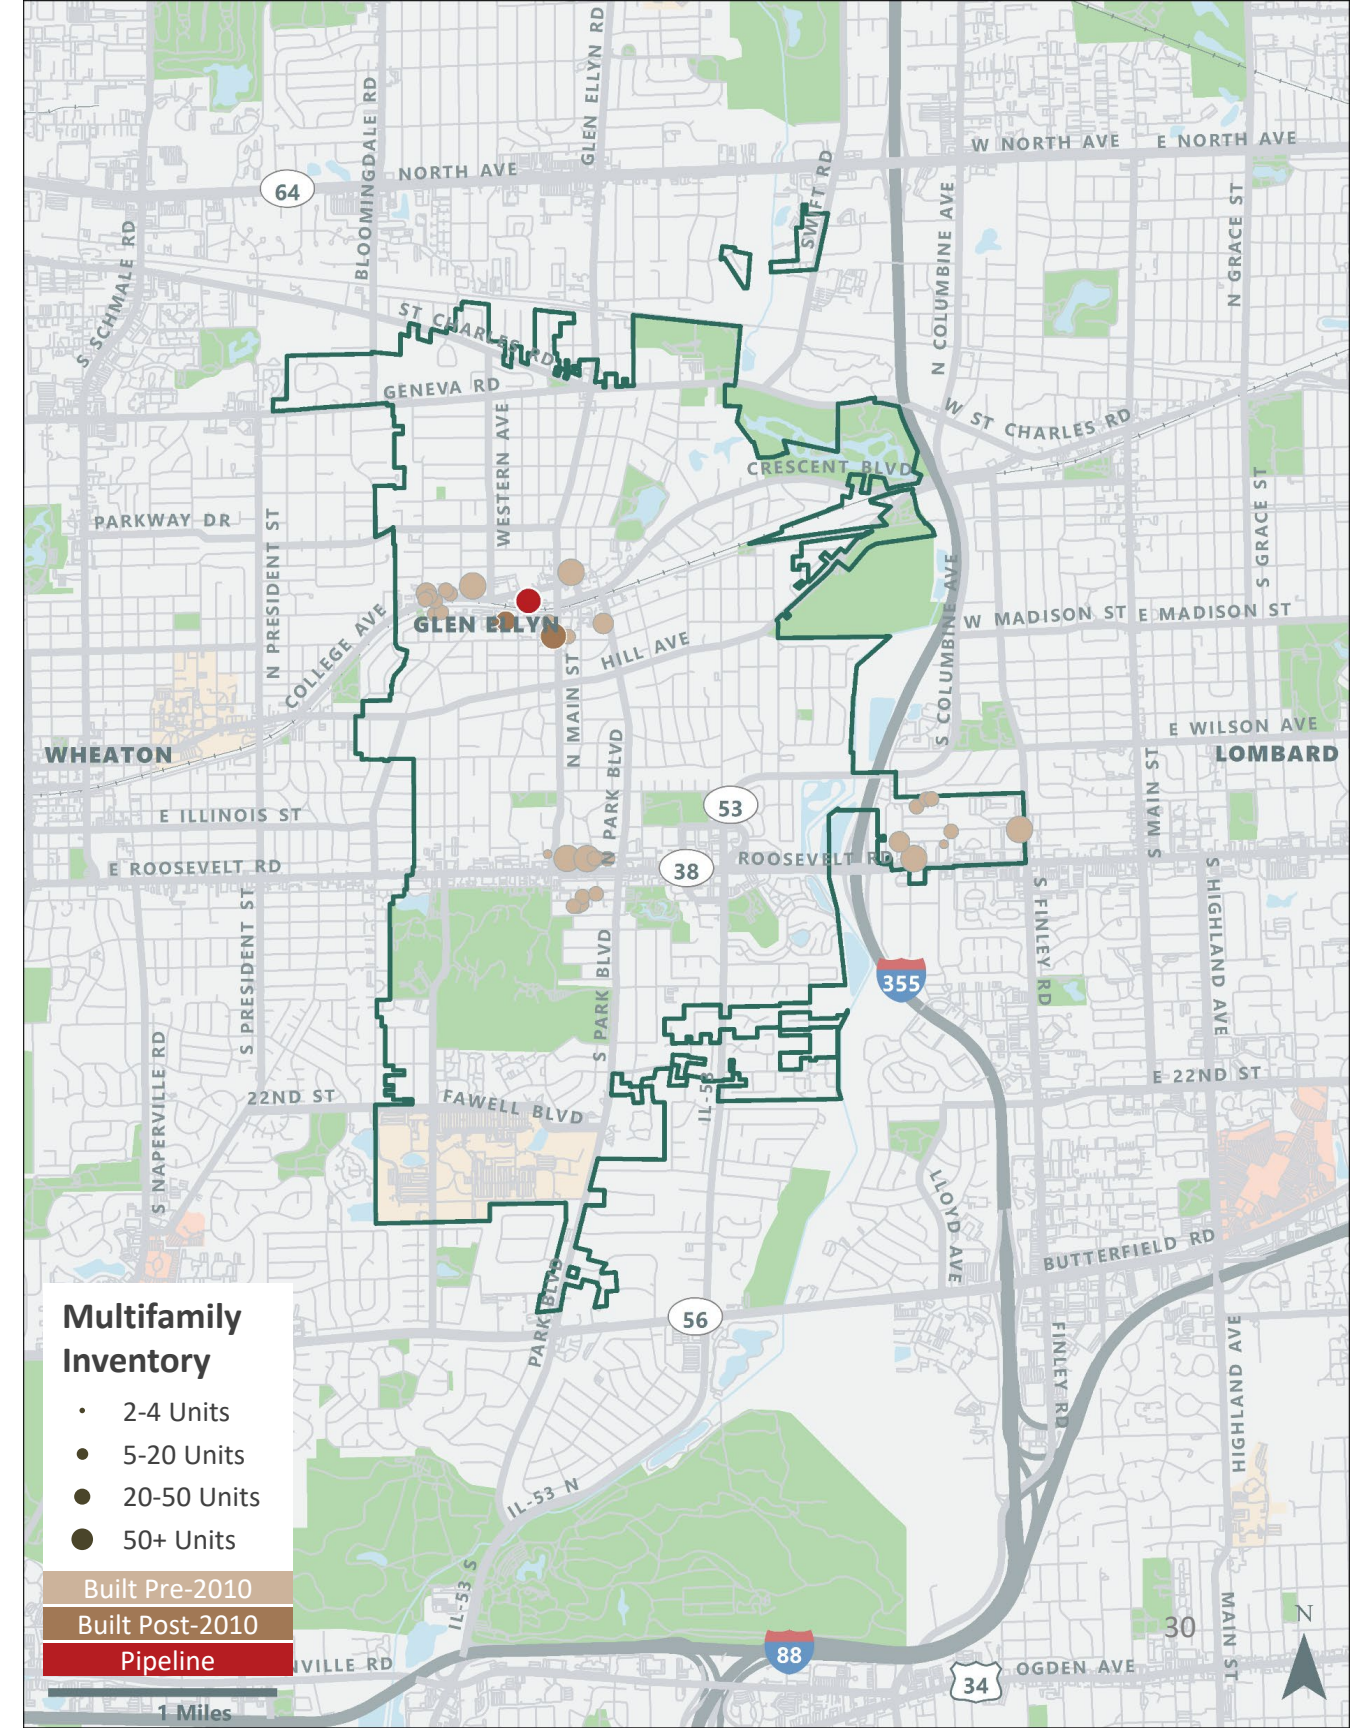 GLEN ELLYN RD
W NORTH AVE
E NORTH AVE
NORTH AVE
64
BLOOMINGDALE RD
SWIFT RD
N COLUMBINE AVE
N GRACE ST
S SCHMALE RD
ST CHARLES RD
GENEVA RD
WESTERN AVE
W ST CHARLES RD
CRESCENT BLVD
PARKWAY DR
N PRESIDENT ST
S GRACE ST
COLLEGE AVE
GLEN ELLYN
HILL AVE
N MAIN ST
S COLUMBINE AVE
W MADISON ST
E MADISON ST
WHEATON
N PARK BLVD
E WILSON AVE
LOMBARD
53
E ILLINOIS ST
S MAIN ST
E ROOSEVELT RD
38
ROOSEVELT RD
S PRESIDENT ST
S PARK BLVD
355
S FINLEY RD
S HIGHLAND AVE
S NAPERVILLE RD
22ND ST
FAWELL BLVD
IL-53
E 22ND ST
LLOYD AVE
BUTTERFIELD RD
PARK BLVD
56
FINLEY RD
HIGHLAND AVE
IL-53 N
IL-53 S
88
34
OGDEN AVE
MAIN ST
30
N
Multifamily
Inventory
2-4 Units
5-20 Units
20-50 Units
50+ Units
Built Pre-2010
Built Post-2010
Pipeline
NVILLE RD
1 Miles